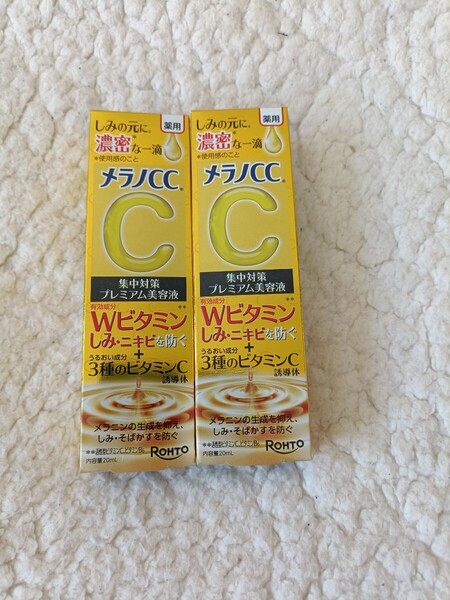 しみの元に。
薬用
濃密な一滴
*使用感のこと
メラノCC®
C
集中対策
プレミアム美容液
有効成分 **
Wビタミン
しみ・ニキビを防ぐ
+
うるおい成分
3種のビタミンC
誘導体
メラニンの生成を抑え、
しみ・そばかすを防ぐ
内容量20mL
ROHTO
しみの元に。
薬用
濃密な一滴
*使用感のこと
メラノCC®
C
集中対策
プレミアム美容液
有効成分 **
Wビタミン
しみ・ニキビを防ぐ
+
うるおい成分
3種のビタミンC
誘導体
メラニンの生成を抑え、
しみ・そばかすを防ぐ
内容量20mL
ROHTO